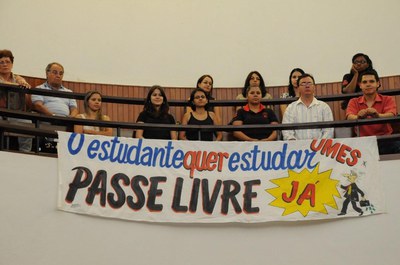 O estudante quer estudar UMES
PASSE LIVRE JÁ